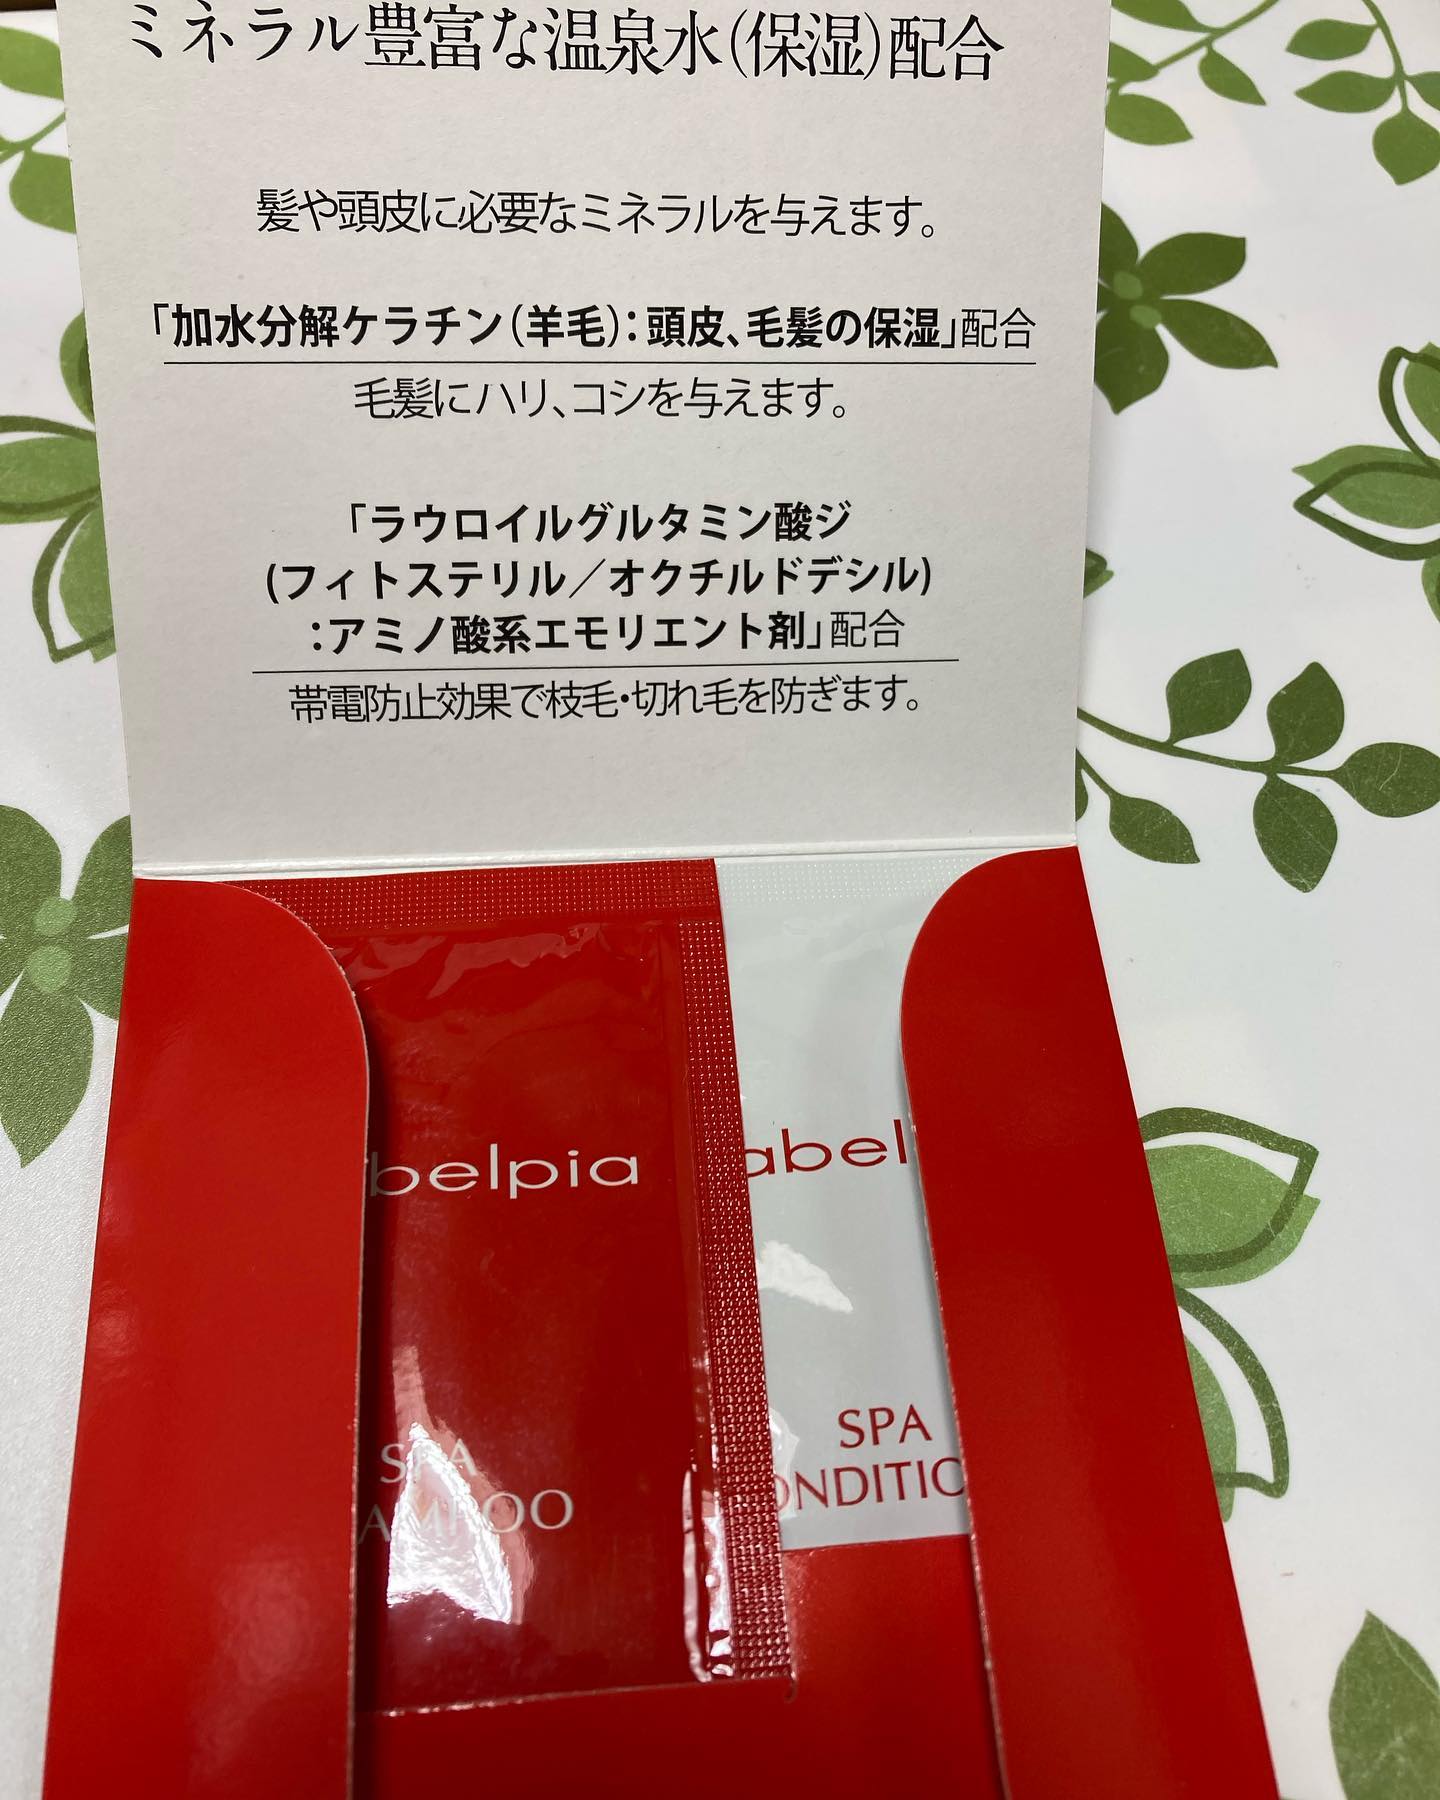 ミネラル豊富な温泉水(保湿)配合
髪や頭皮に必要なミネラルを与えます。
「加水分解ケラチン(羊毛):頭皮、毛髪の保湿」配合
毛髪にハリ、コシを与えます。
「ラウロイルグルタミン酸ジ
(フィトステリル/オクチルドデシル)
:アミノ酸系エモリエント剤」配合
帯電防止効果で枝毛・切れ毛を防ぎます。
belpia
abel
SPA
AMPOO
SPA
ONDITIO